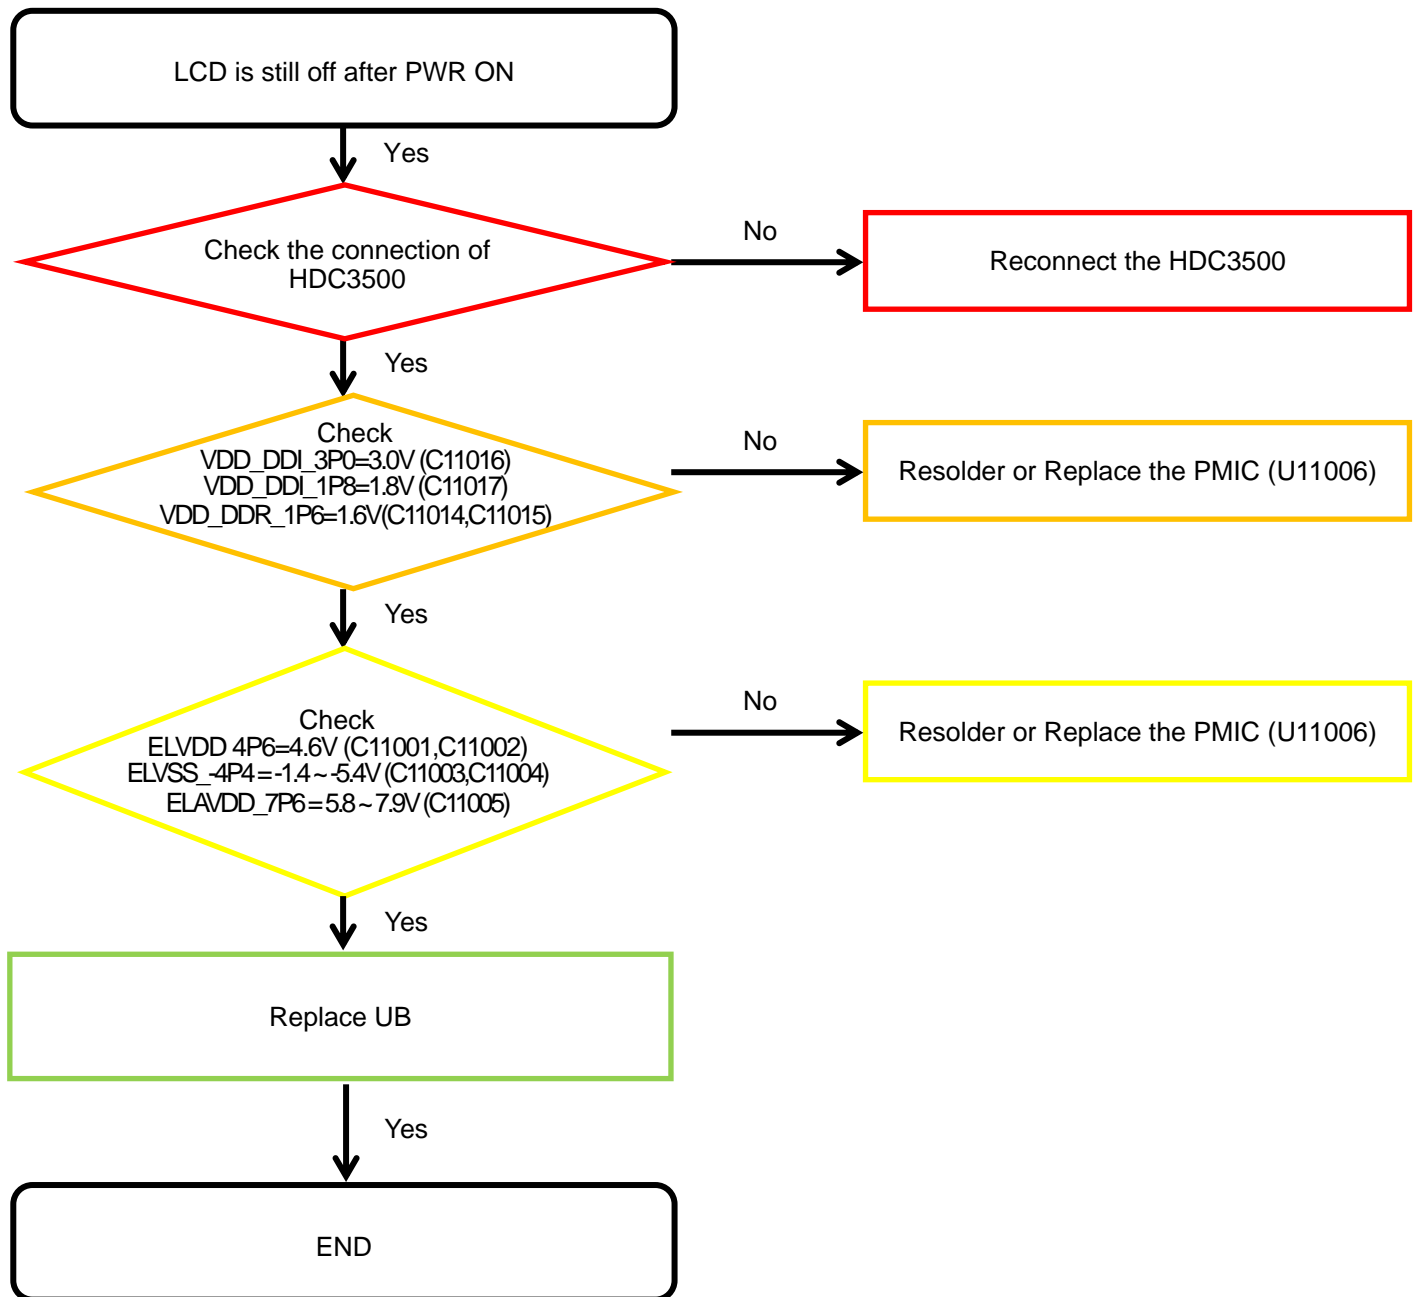 LCD is still off after PWR ON
Yes
Check the connection of
HDC3500
No
Reconnect the HDC3500
Yes
Check
VDD_DDI_3P0=3.0V (C11016)
VDD_DDI_1P8=1.8V (C11017)
VDD_DDR_1P6=1.6V(C11014,C11015)
No
Resolder or Replace the PMIC (U11006)
Yes
Check
ELVDD 4P6=4.6V (C11001,C11002)
ELVSS_-4P4 = -1.4 ~ -5.4V (C11003,C11004)
ELAVDD_7P6 = 5.8 ~ 7.9V (C11005)
No
Resolder or Replace the PMIC (U11006)
Yes
Replace UB
Yes
END